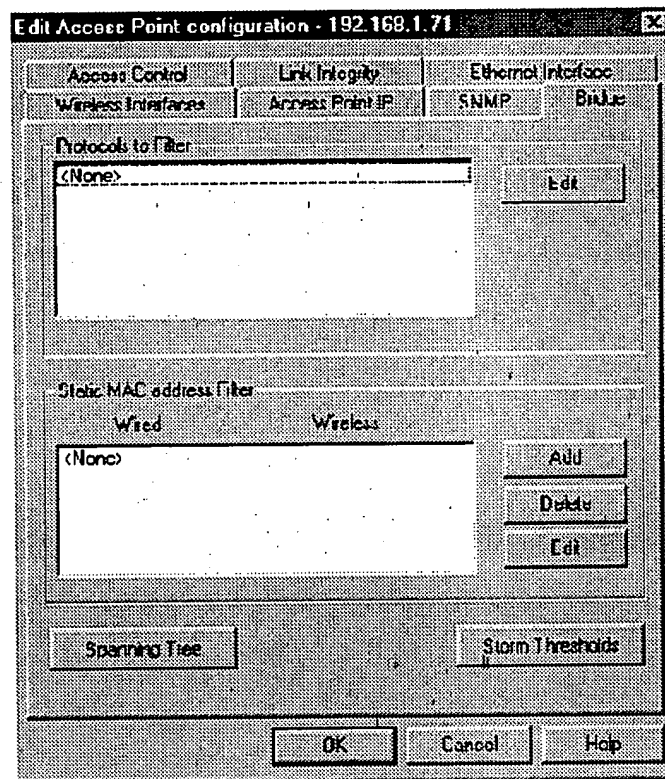 Edit Access Point configuration - 192.168.1.71
Access Control Link Integrity Ethernet Interface
Wireless Interfaces Access Point IP SNMP Bridge
Protocols to Filter
<None>
Edit
Static MAC address Filter
Wired Wireless
<None>
Add
Delete
Edit
Spanning Tree Storm Thresholds
OK Cancel Help